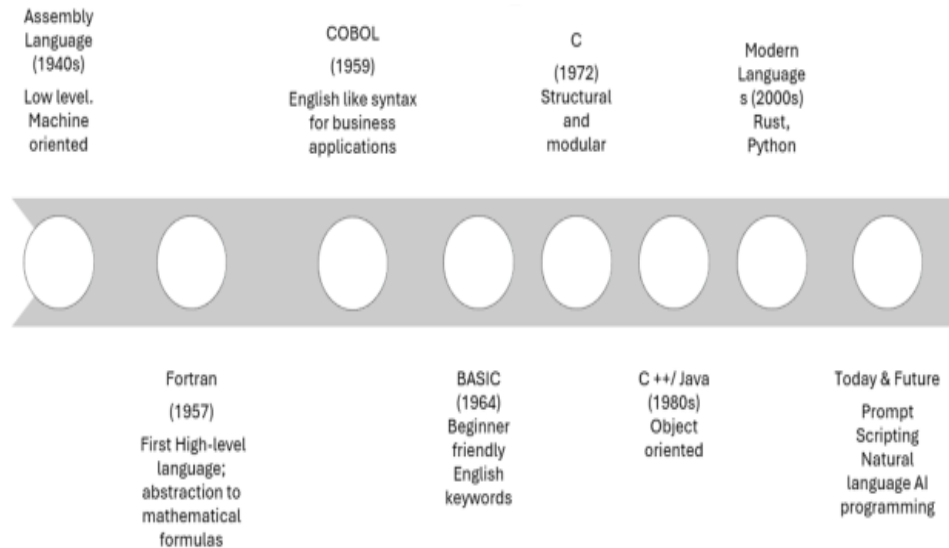 Assembly
Language
(1940s)
Low level.
Machine
oriented
Fortran
(1957)
First High-level
language;
abstraction to
mathematical
formulas
COBOL
(1959)
English like syntax
for business
applications
BASIC
(1964)
Beginner
friendly
English
keywords
C
(1972)
Structural
and
modular
C ++/ Java
(1980s)
Object
oriented
Modern
Language
s (2000s)
Rust,
Python
Today & Future
Prompt
Scripting
Natural
language AI
programming